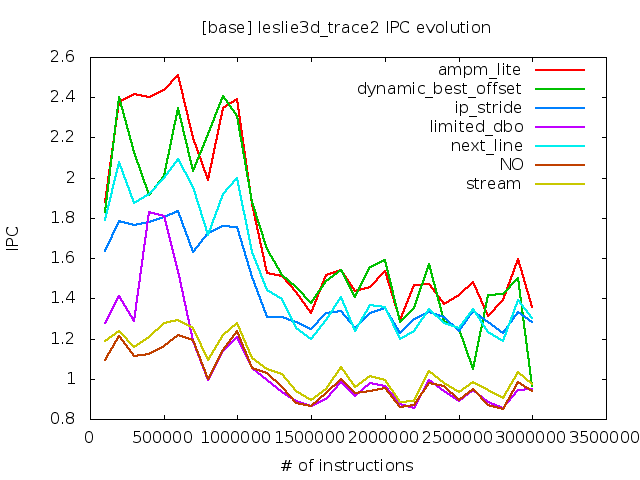 [base] leslie3d_trace2 IPC evolution
2.6
2.4
2.2
2
1.8
1.6
1.4
1.2
1
0.8
IPC
ampm_lite
dynamic_best_offset
ip_stride
limited_dbo
next_line
NO
stream
0 500000 1000000 1500000 2000000 2500000 3000000 3500000
# of instructions